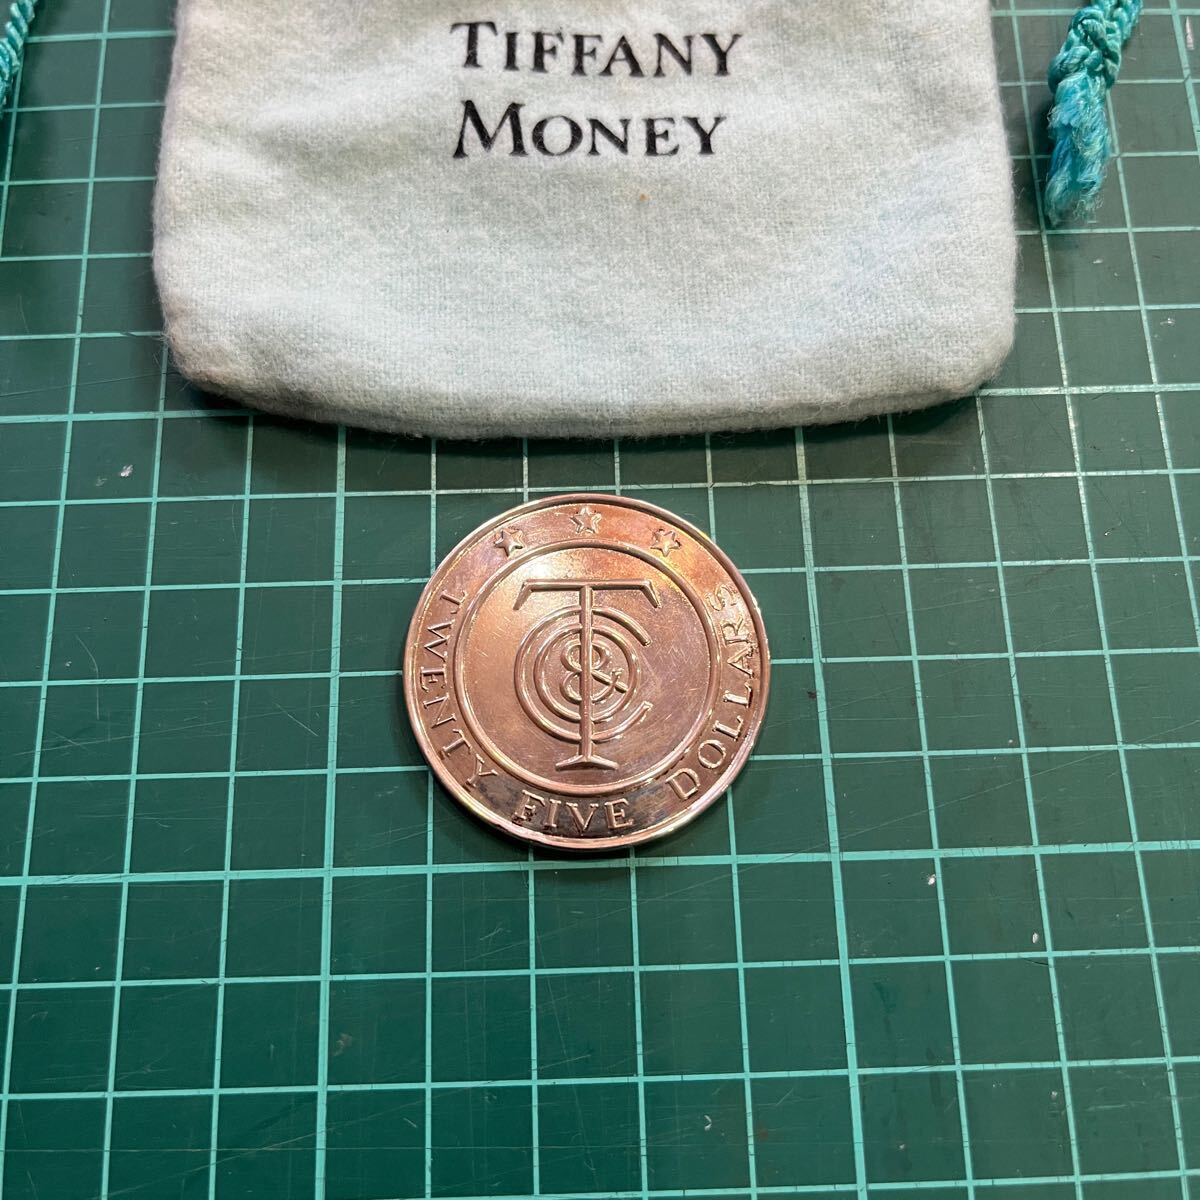 TIFFANY
MONEY
T & CO
TWENTY FIVE DOLLARS